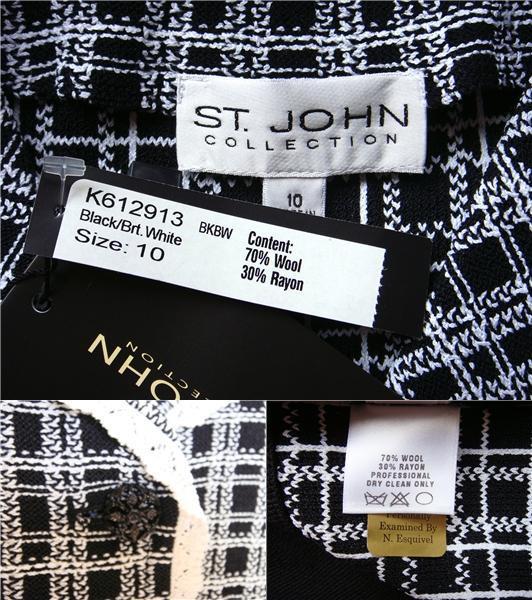 ST. JOHN
COLLECTION
10
K612913
BKBW
Black/Brt. White
Size: 10
Content:
70% Wool
30% Rayon
JOHN
70% WOOL
30% RAYON
PROFESSIONAL
DRY CLEAN ONLY
Personally
Examined By
N. Esquivel